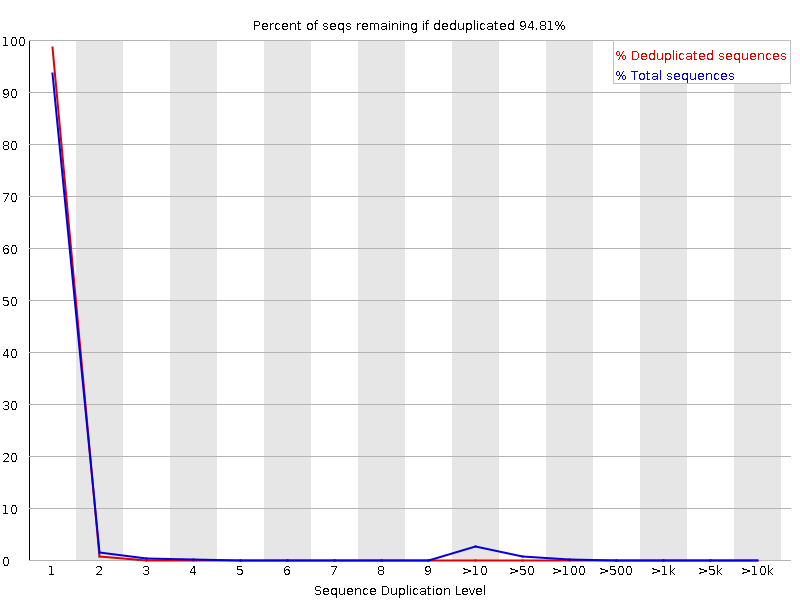 Percent of seqs remaining if deduplicated 94.81%
% Deduplicated sequences
% Total sequences
100
90
80
70
60
50
40
30
20
10
0
1 2 3 4 5 6 7 8 9 >10 >50 >100 >500 >1k >5k >10k
Sequence Duplication Level